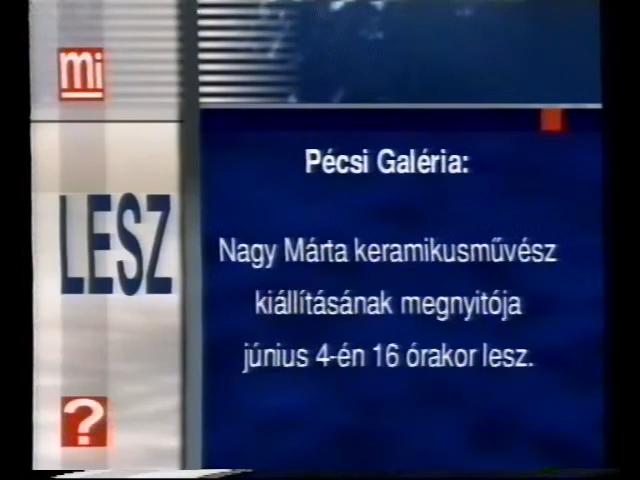 mi
LESZ
?
Pécsi Galéria:
Nagy Márta keramikusművész
kiállításának megnyitója
június 4-én 16 órakor lesz.